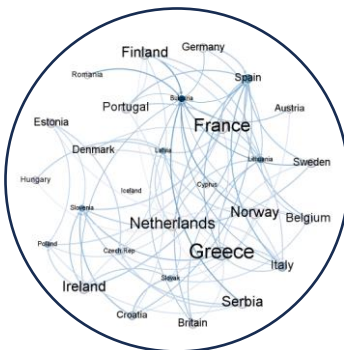 Germany
Finland
Romania
Spain
Bulgaria
Portugal
Austria
Estonia
France
Denmark
Latvia
Lithuania
Sweden
Hungary
Iceland
Cyprus
Slovenia
Netherlands
Norway
Belgium
Poland
Czech Rep
Greece
Italy
Slovak
Ireland
Serbia
Croatia
Britain